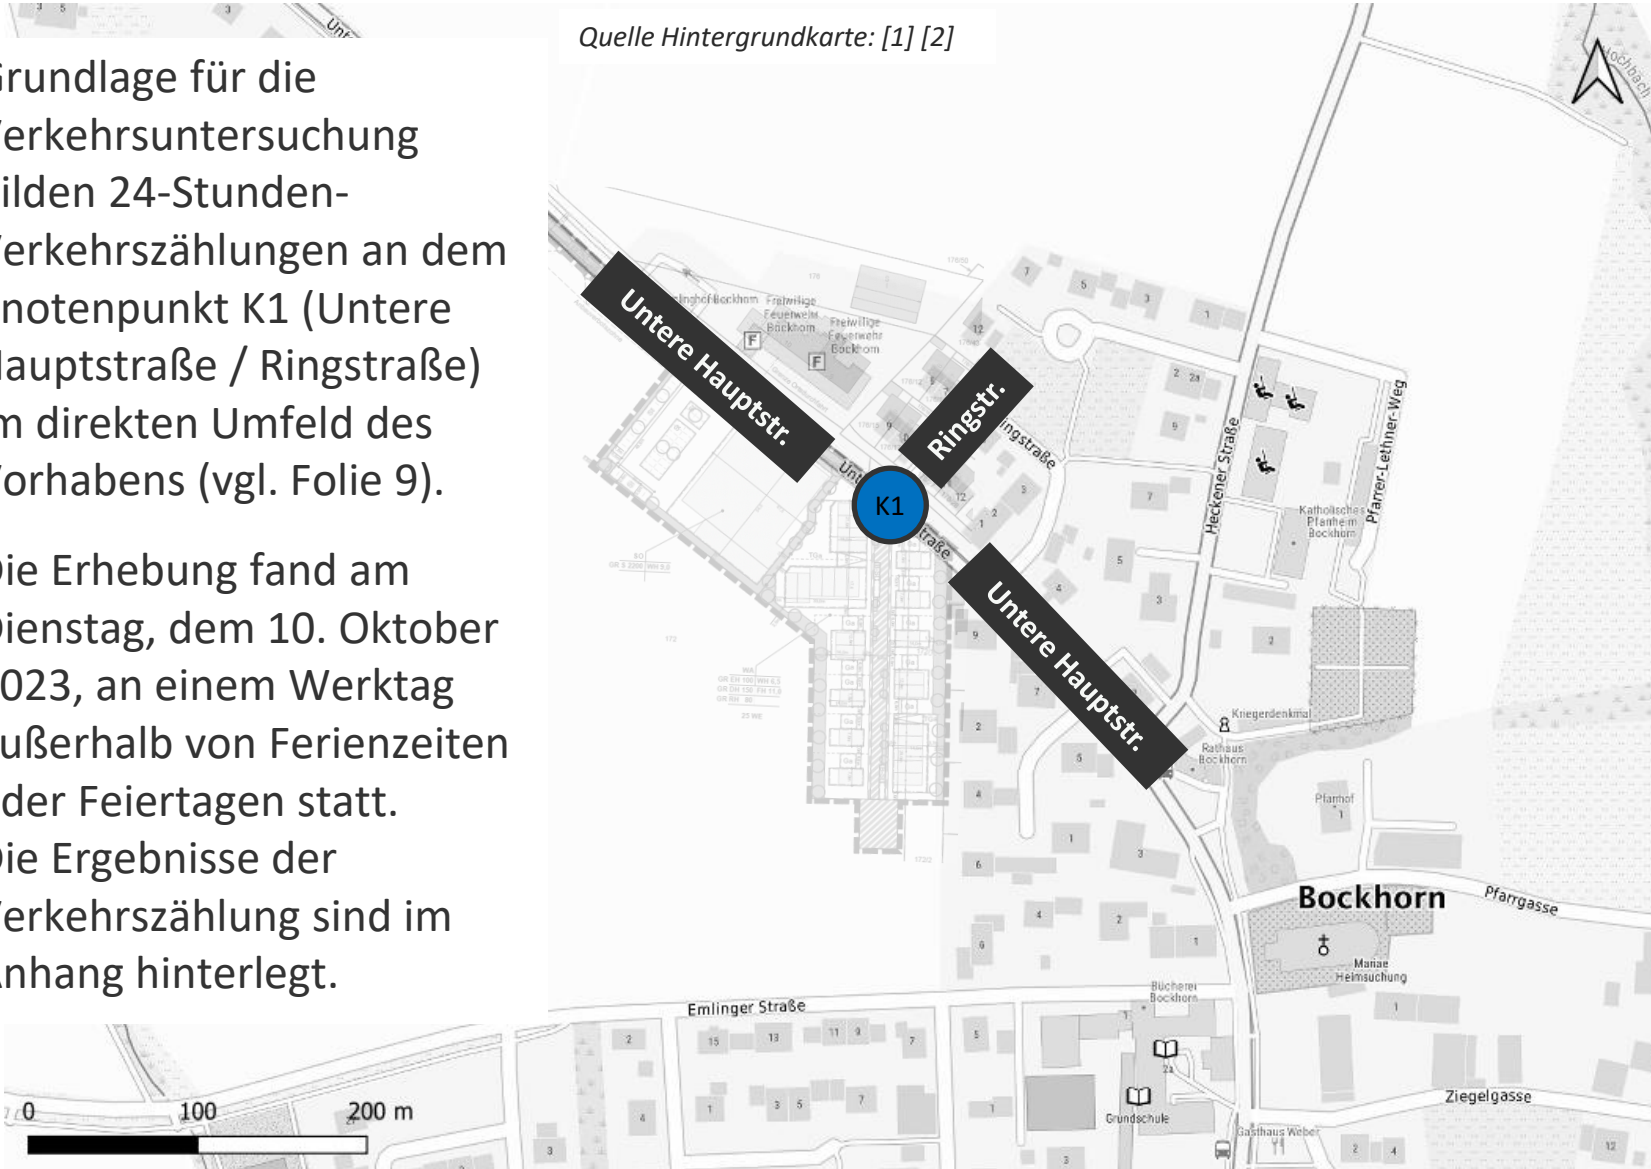 Quelle Hintergrundkarte: [1] [2]
rundlage für die
erkehrsuntersuchung
ilden 24-Stunden-
erkehrszählungen an dem
notenpunkt K1 (Untere
auptstraße / Ringstraße)
m direkten Umfeld des
orhabens (vgl. Folie 9).
ie Erhebung fand am
ienstag, dem 10. Oktober
023, an einem Werktag
ußerhalb von Ferienzeiten
der Feiertagen statt.
ie Ergebnisse der
erkehrszählung sind im
nhang hinterlegt.
Untere Hauptstr.
Ringstr.
K1
Untere Hauptstr.
Freiwillige
Feuerwehr
Bockhorn
Freiwillige
Feuerwehr
Bockhorn
F
F
ingstraße
Heckener Straße
Pfarrer-Lethner-Weg
Katholisches
Pfarrheim
Bockhorn
Kriegerdenkmal
Rathaus
Bockhorn
Pfarrhof
Bockhorn
Pfarrgasse
Mariae
Heimsuchung
Bücherei
Bockhorn
Emlinger Straße
Grundschule
Gasthaus Weber
Ziegelgasse
0 100 200 m